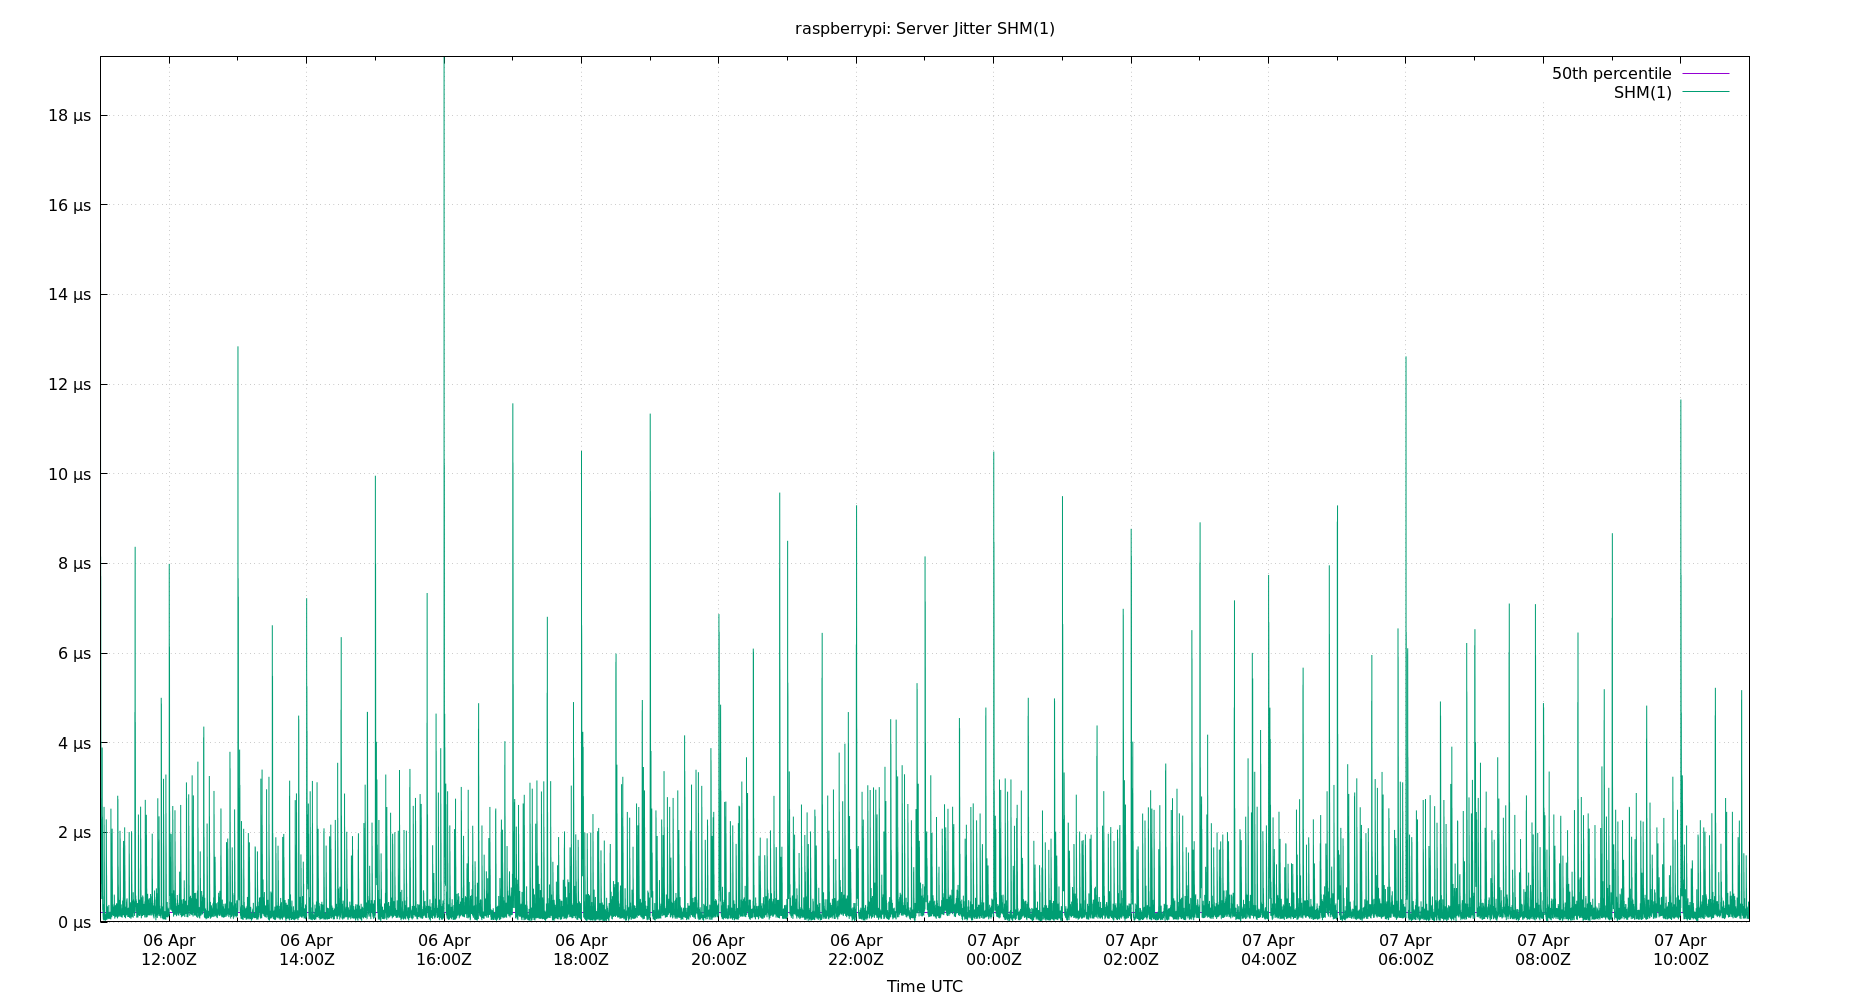 raspberrypi: Server Jitter SHM(1)
50th percentile
SHM(1)
18 µs
16 µs
14 µs
12 µs
10 µs
8 µs
6 µs
4 µs
2 µs
0 µs
06 Apr 06 Apr 06 Apr 06 Apr 06 Apr 06 Apr 07 Apr 07 Apr 07 Apr 07 Apr 07 Apr 07 Apr
12:00Z 14:00Z 16:00Z 18:00Z 20:00Z 22:00Z 00:00Z 02:00Z 04:00Z 06:00Z 08:00Z 10:00Z
Time UTC